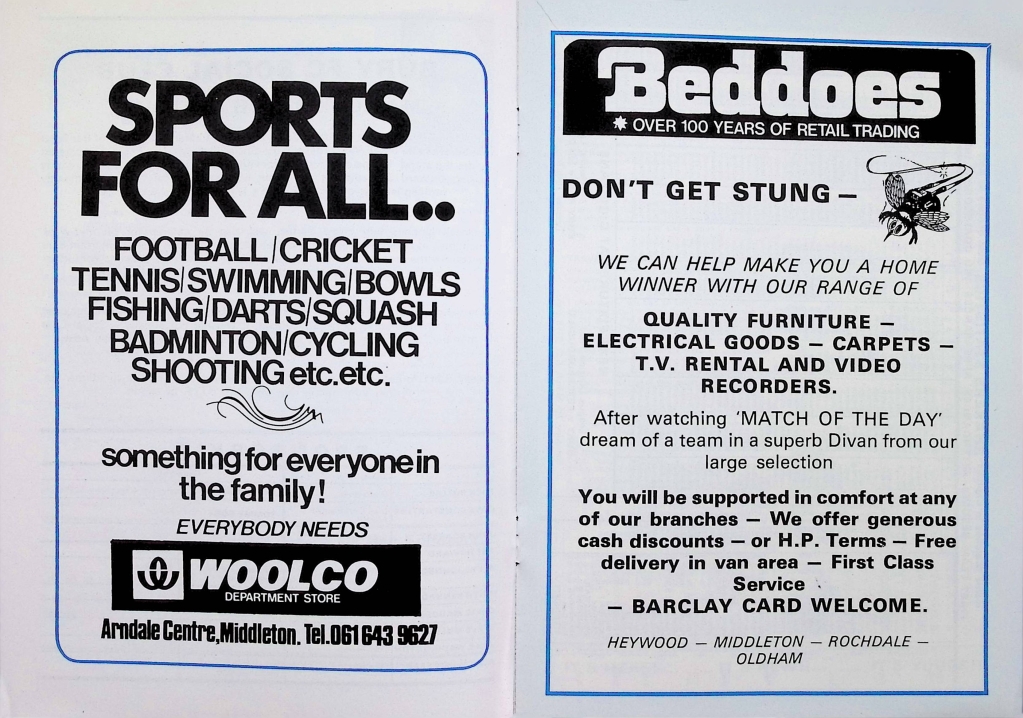 SPORTS
FOR ALL..
FOOTBALL/CRICKET
TENNIS/SWIMMING/BOWLS
FISHING/DARTS/SQUASH
BADMINTON/CYCLING
SHOOTING etc.etc.
something for everyone in
the family!
EVERYBODY NEEDS
WOOLCO
DEPARTMENT STORE
Arndale Centre, Middleton. Tel. 061 643 9627
Beddoes
OVER 100 YEARS OF RETAIL TRADING
DON'T GET STUNG —
WE CAN HELP MAKE YOU A HOME
WINNER WITH OUR RANGE OF
QUALITY FURNITURE —
ELECTRICAL GOODS — CARPETS —
T.V. RENTAL AND VIDEO
RECORDERS.
After watching 'MATCH OF THE DAY'
dream of a team in a superb Divan from our
large selection
You will be supported in comfort at any
of our branches — We offer generous
cash discounts — or H.P. Terms — Free
delivery in van area — First Class
Service
— BARCLAY CARD WELCOME.
HEYWOOD — MIDDLETON — ROCHDALE —
OLDHAM